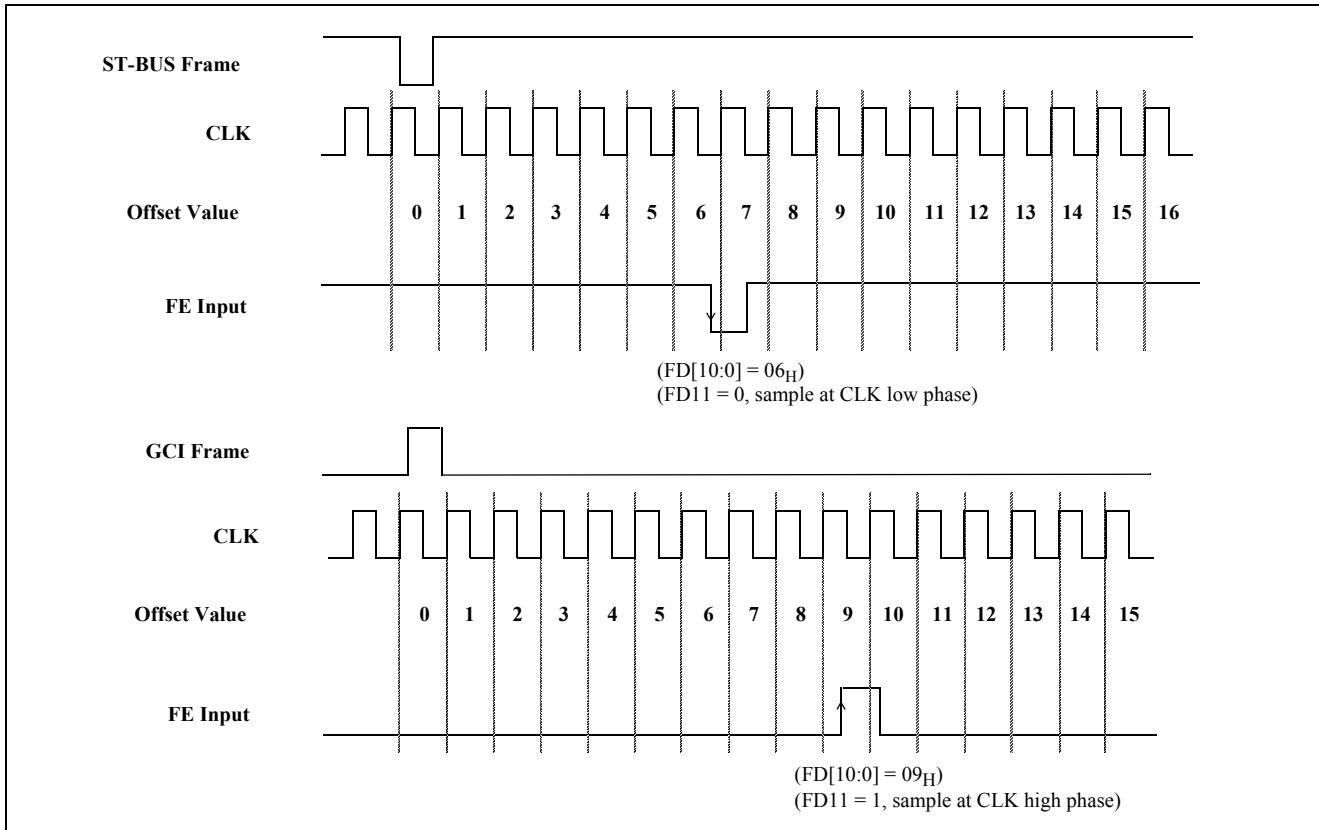 ST-BUS Frame
CLK
Offset Value
0 1 2 3 4 5 6 7 8 9 10 11 12 13 14 15 16
FE Input
(FD[10:0] = 06H)
(FD11 = 0, sample at CLK low phase)
GCI Frame
CLK
Offset Value
0 1 2 3 4 5 6 7 8 9 10 11 12 13 14 15
FE Input
(FD[10:0] = 09H)
(FD11 = 1, sample at CLK high phase)